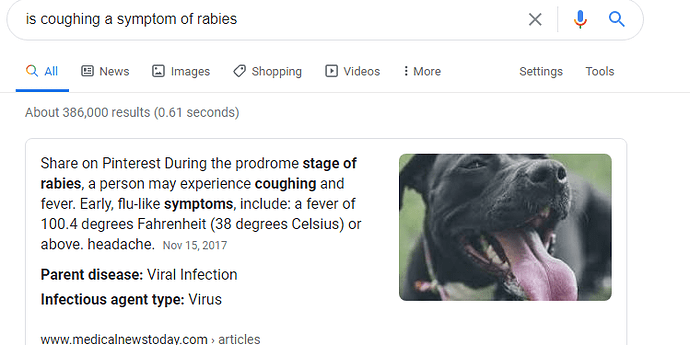 is coughing a symptom of rabies
All News Images Shopping Videos More Settings Tools
About 386,000 results (0.61 seconds)
Share on Pinterest During the prodrome stage of
rabies, a person may experience coughing and
fever. Early, flu-like symptoms, include: a fever of
100.4 degrees Fahrenheit (38 degrees Celsius) or
above. headache. Nov 15, 2017
Parent disease: Viral Infection
Infectious agent type: Virus
www.medicalnewstoday.com › articles